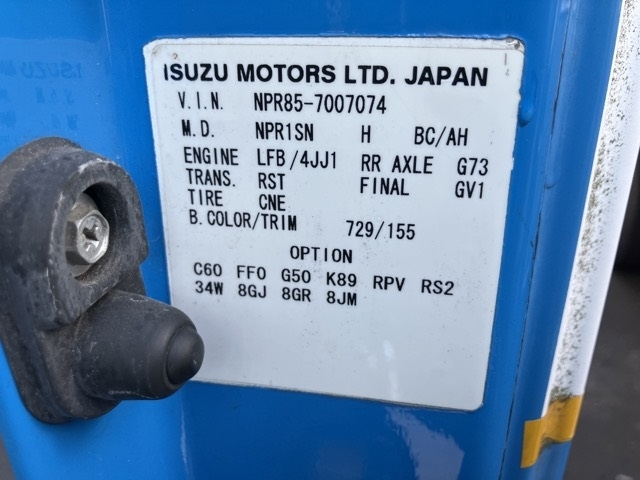 ISUZU MOTORS LTD. JAPAN
V.I.N. NPR85-7007074
M.D. NPR1SN H BC/AH
ENGINE LFB/4JJ1 RR AXLE G73
TRANS. RST FINAL GV1
TIRE CNE
B.COLOR/TRIM 729/155
OPTION
C60 FF0 G50 K89 RPV RS2
34W 8GJ 8GR 8JM